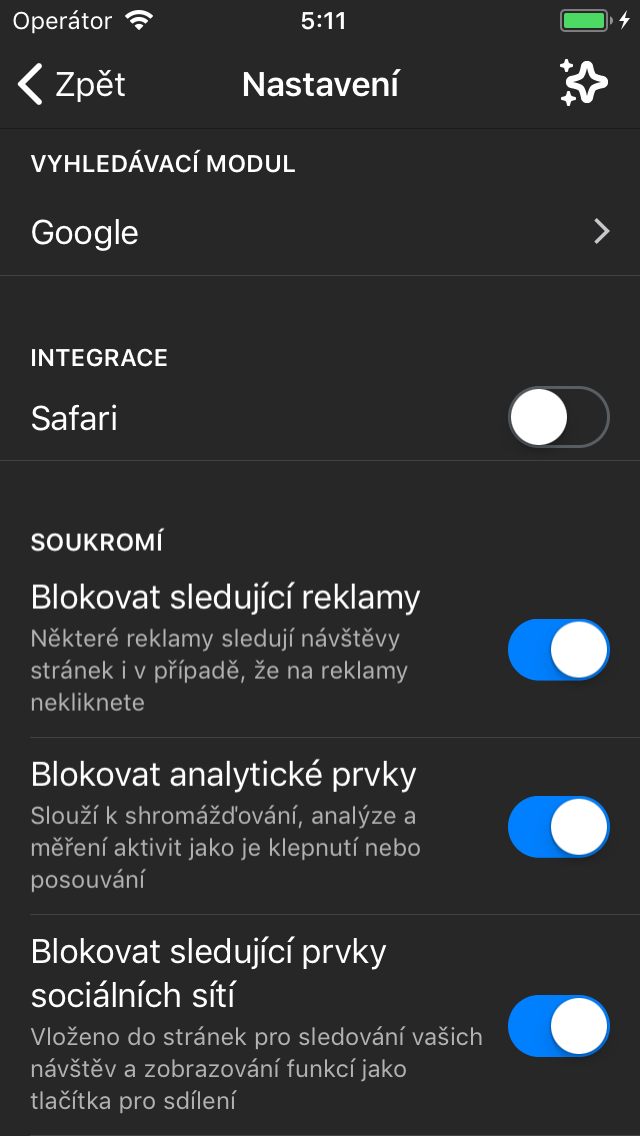 Operátor 5:11
Zpět Nastavení
VYHLEDÁVACÍ MODUL
Google
INTEGRACE
Safari
SOUKROMÍ
Blokovat sledující reklamy
Některé reklamy sledují návštěvy
stránek i v případě, že na reklamy
nekliknete
Blokovat analytické prvky
Slouží k shromážďování, analýze a
měření aktivit jako je klepnutí nebo
posouvání
Blokovat sledující prvky
sociálních sítí
Vloženo do stránek pro sledování vašich
návštěv a zobrazování funkcí jako
tlačítka pro sdílení